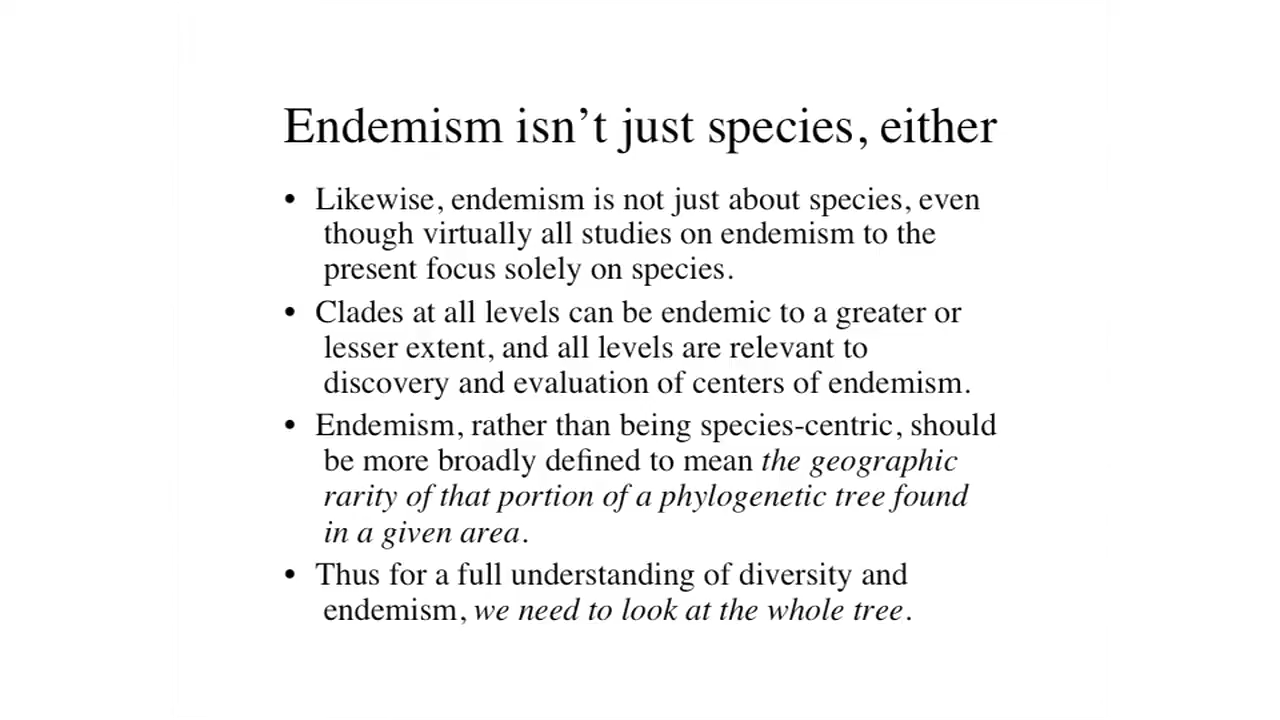 Endemism isn’t just species, either
• Likewise, endemism is not just about species, even
though virtually all studies on endemism to the
present focus solely on species.
• Clades at all levels can be endemic to a greater or
lesser extent, and all levels are relevant to
discovery and evaluation of centers of endemism.
• Endemism, rather than being species-centric, should
be more broadly defined to mean the geographic
rarity of that portion of a phylogenetic tree found
in a given area.
• Thus for a full understanding of diversity and
endemism, we need to look at the whole tree.